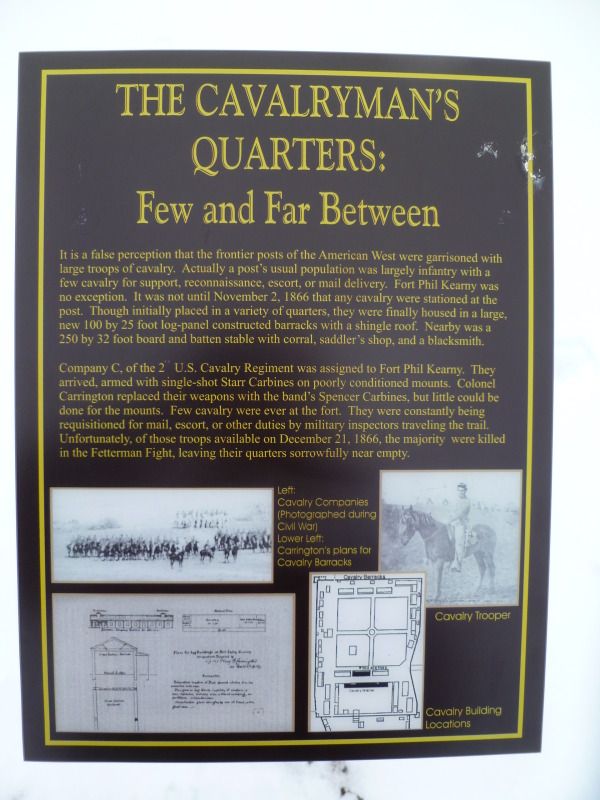 THE CAVALRYMAN'S
QUARTERS:
Few and Far Between
It is a false perception that the frontier posts of the American West were garrisoned with
large troops of cavalry. Actually a post's usual population was largely infantry with a
few cavalry for support, reconnaissance, escort, or mail delivery. Fort Phil Kearny was
no exception. It was not until November 2, 1866 that any cavalry were stationed at the
post. Though initially placed in a variety of quarters, they were finally housed in a large,
new 100 by 25 foot log-panel constructed barracks with a shingle roof. Nearby was a
250 by 32 foot board and batten stable with corral, saddler's shop, and a blacksmith.
Company C, of the 2 U.S. Cavalry Regiment was assigned to Fort Phil Kearny. They
arrived, armed with single-shot Starr Carbines on poorly conditioned mounts. Colonel
Carrington replaced their weapons with the band's Spencer Carbines, but little could be
done for the mounts. Few cavalry were ever at the fort. They were constantly being
requisitioned for mail, escort, or other duties by military inspectors traveling the trail.
Unfortunately, of those troops available on December 21, 1866, the majority were killed
in the Fetterman Fight, leaving their quarters sorrowfully near empty.
Left:
Cavalry Companies
(Photographed during
Civil War)
Lower Left:
Carrington's plans for
Cavalry Barracks
Cavalry Trooper
Cavalry Barracks
Cavalry Building
Locations